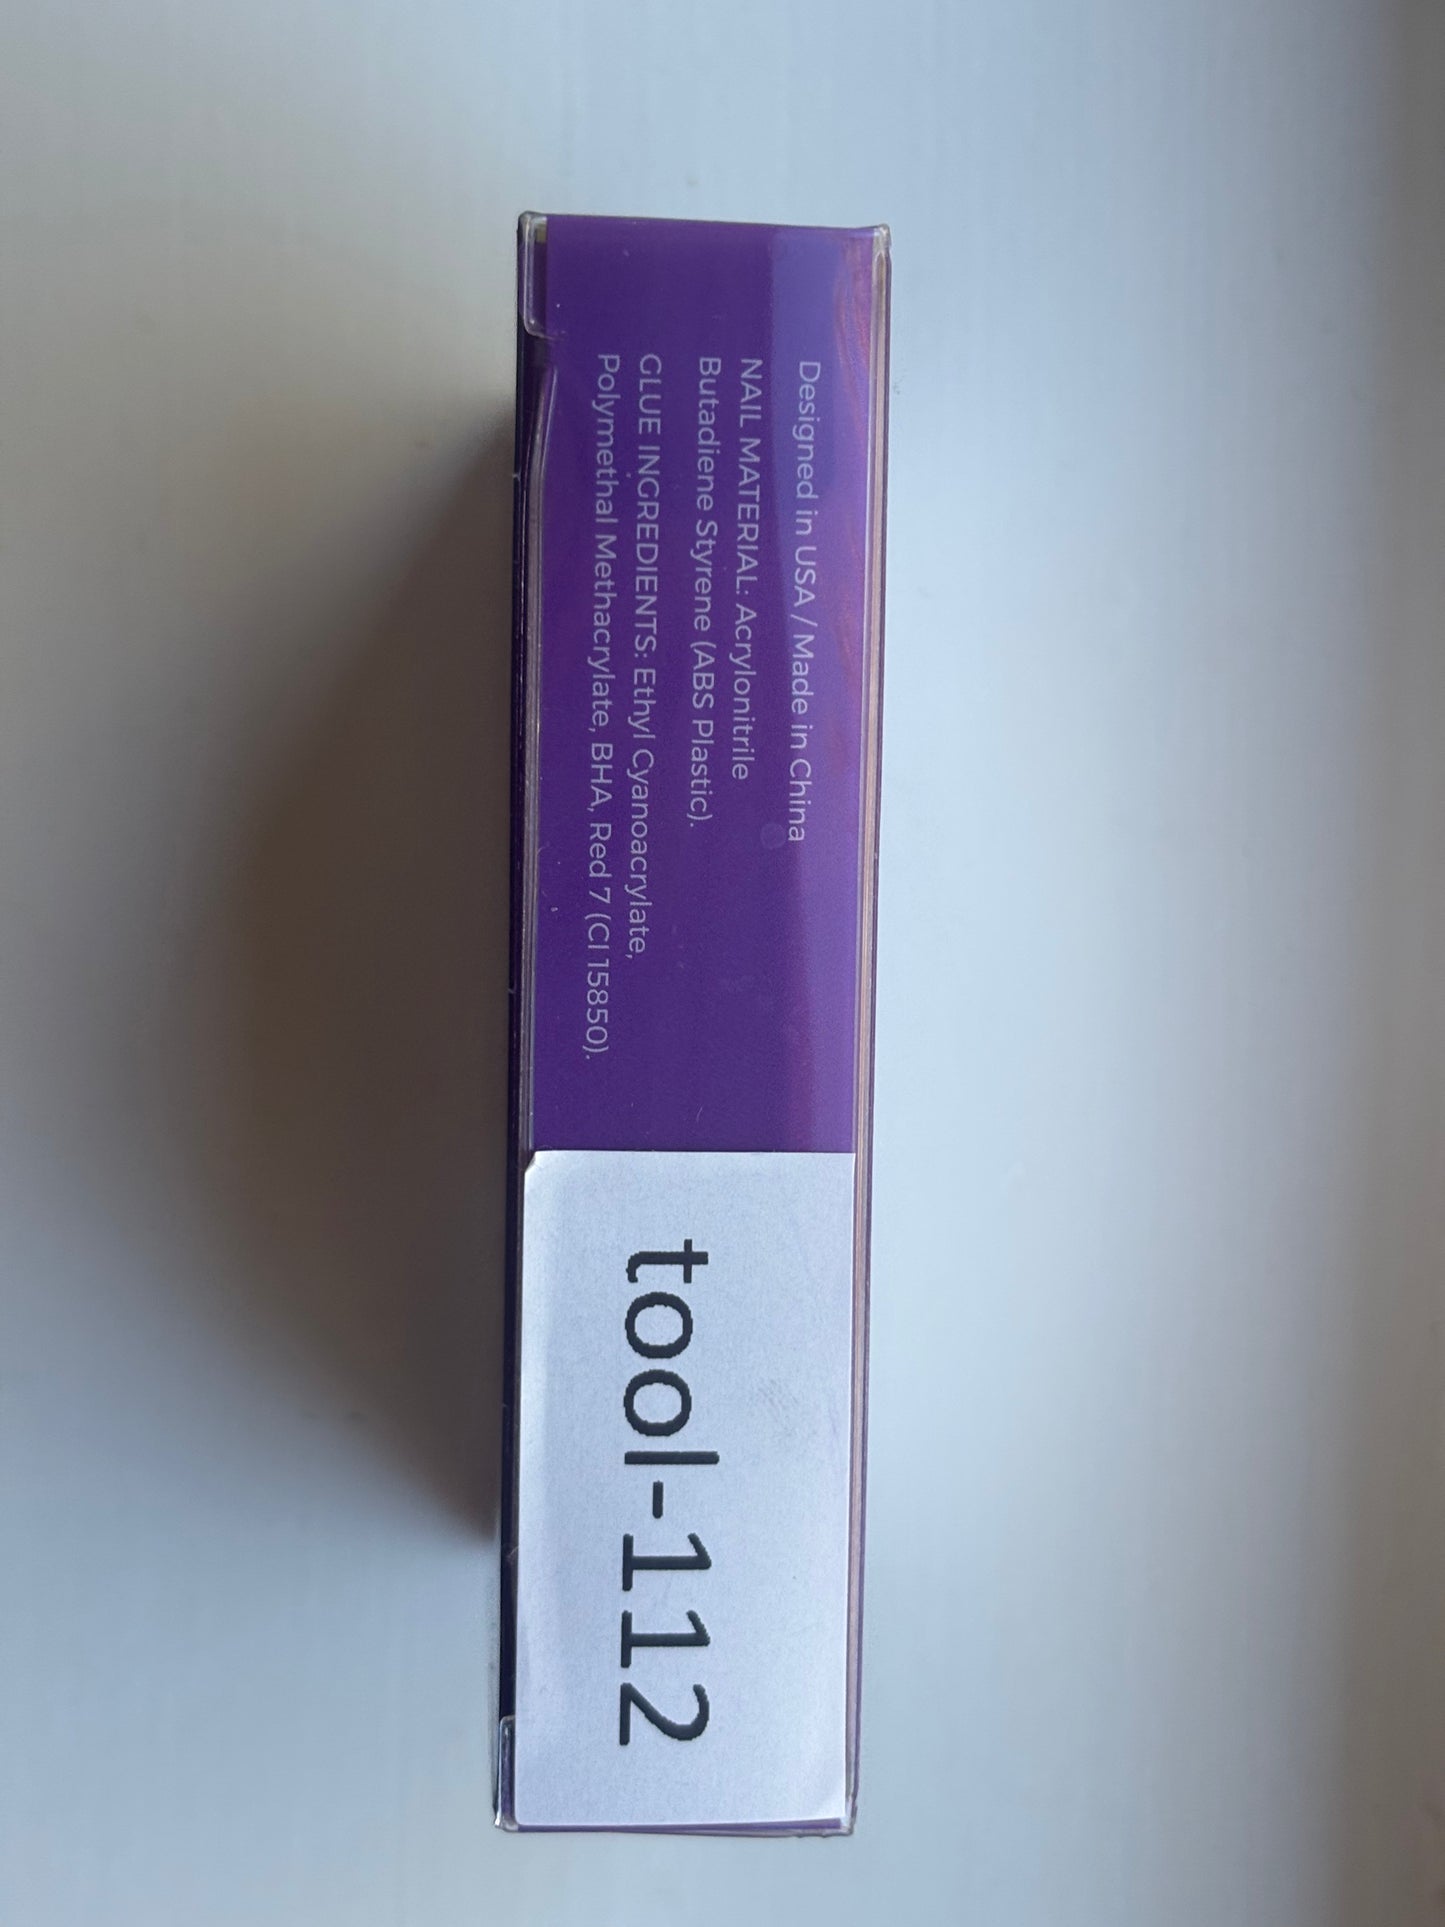 Designed in USA / Made in China
NAIL MATERIAL: Acrylonitrile
Butadiene Styrene (ABS Plastic).
GLUE INGREDIENTS: Ethyl Cyanoacrylate,
Polymethal Methacrylate, BHA, Red 7 (CI 15850).
tool-112